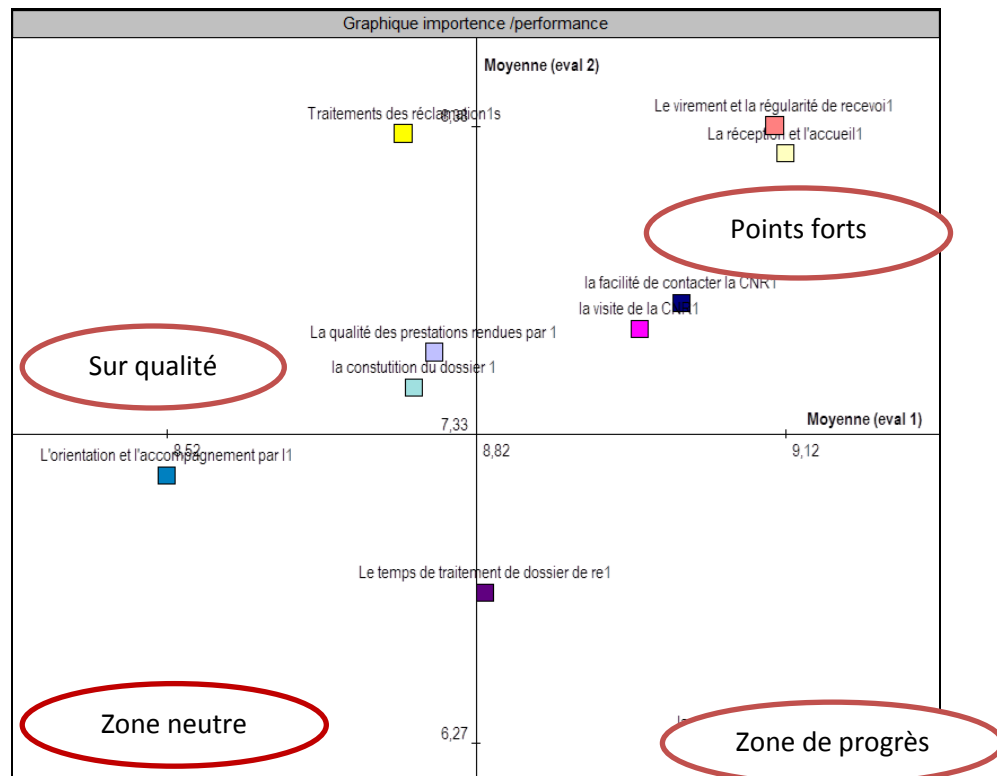 Graphique importence /performance
Moyenne (eval 2)
Traitements des réclamation1s
8,38
Le virement et la régularité de recevoi1
La réception et l'accueil1
Points forts
la facilité de contacter la CNR1
la visite de la CNR1
La qualité des prestations rendues par 1
la constutition du dossier 1
Sur qualité
7,33
Moyenne (eval 1)
8,52
8,82
9,12
L'orientation et l'accompagnement par l1
Le temps de traitement de dossier de re1
Zone neutre
6,27
Zone de progrès